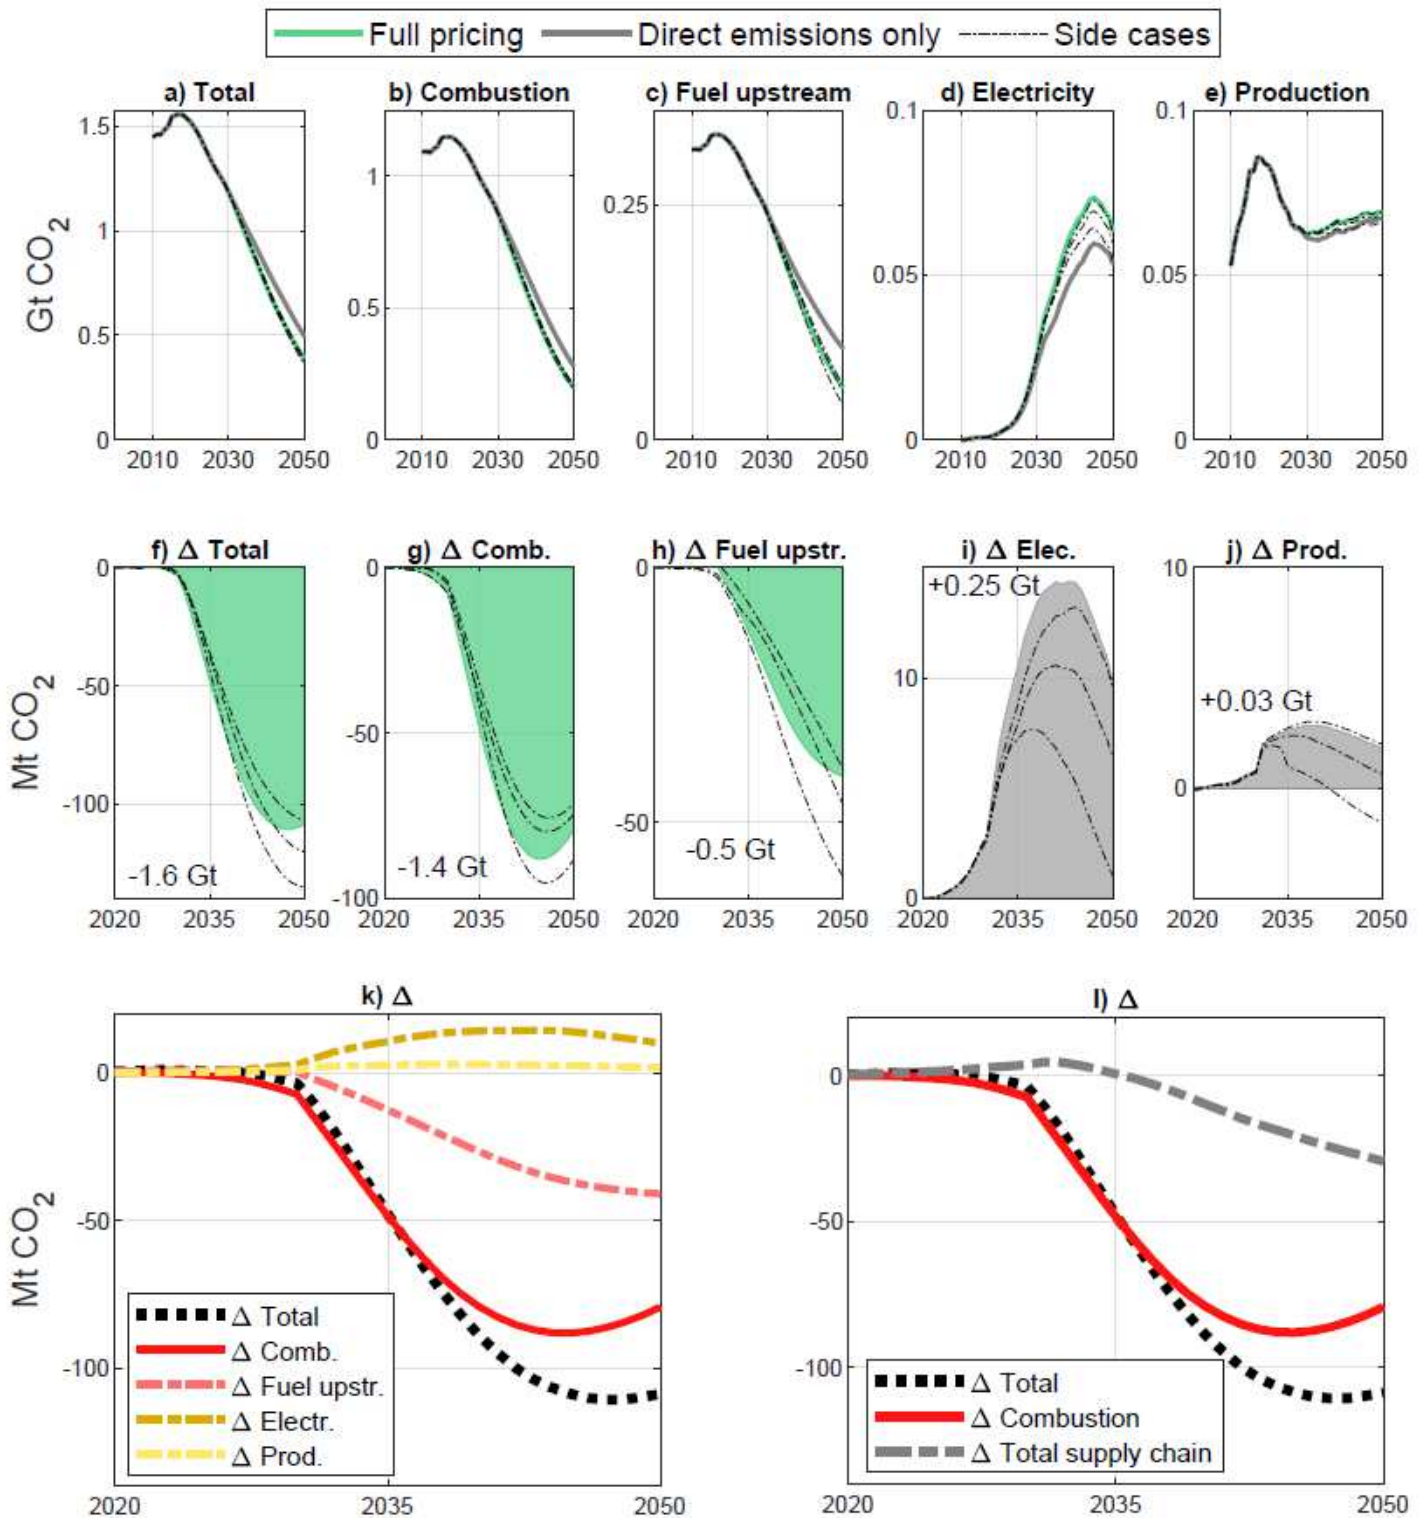 Full pricing Direct emissions only Side cases
a) Total b) Combustion c) Fuel upstream d) Electricity e) Production
Gt CO2
1.5
1
0.5
0
2010 2030 2050
1
0.5
0
2010 2030 2050
0.25
0
2010 2030 2050
0.1
0.05
0
2010 2030 2050
0.1
0.05
0
2010 2030 2050
f) Δ Total g) Δ Comb. h) Δ Fuel upstr. i) Δ Elec. j) Δ Prod.
Mt CO2
0
-50
-100
-1.6 Gt
2020 2035 2050
0
-50
-100
-1.4 Gt
2020 2035 2050
0
-50
-0.5 Gt
2020 2035 2050
+0.25 Gt
10
0
2020 2035 2050
10
+0.03 Gt
0
2020 2035 2050
k) Δ
Mt CO2
0
-50
-100
Δ Total
Δ Comb.
Δ Fuel upstr.
Δ Electr.
Δ Prod.
2020 2035 2050
l) Δ
0
-50
-100
Δ Total
Δ Combustion
Δ Total supply chain
2020 2035 2050